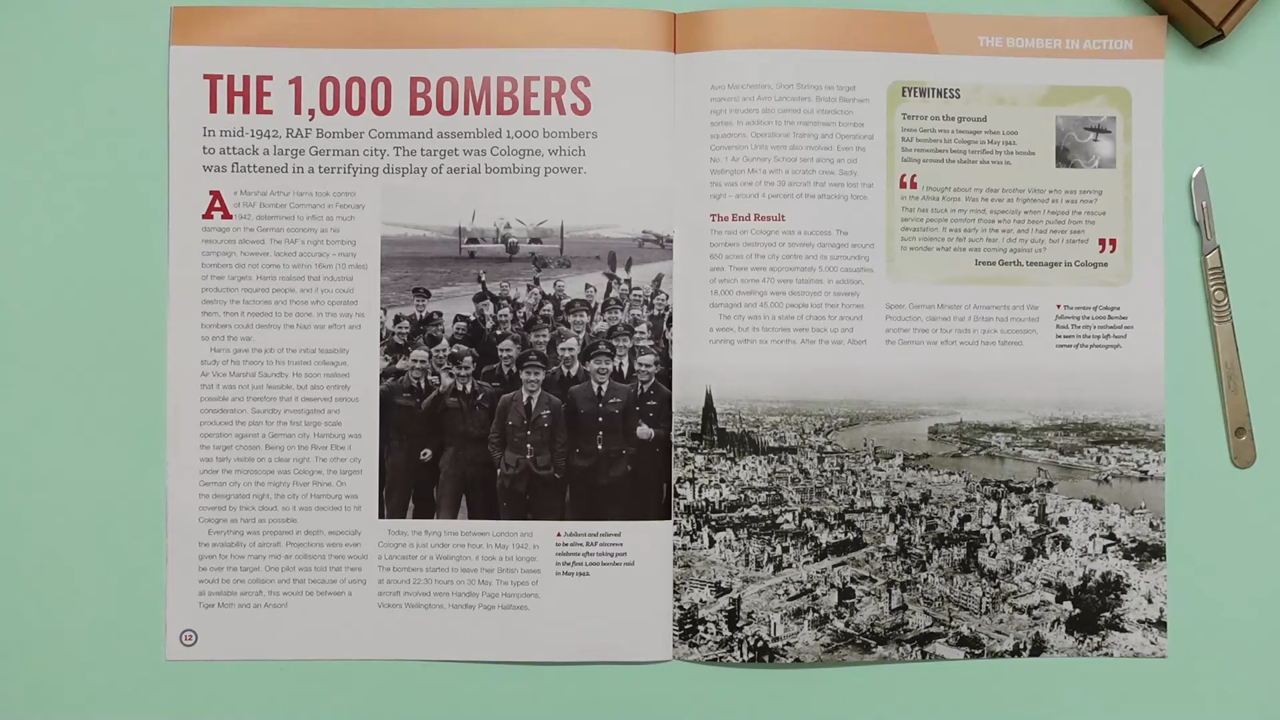 THE BOMBER IN ACTION
THE 1,000 BOMBERS
In mid-1942, RAF Bomber Command assembled 1,000 bombers
to attack a large German city. The target was Cologne, which
was flattened in a terrifying display of aerial bombing power.
Air Marshal Arthur Harris took control
of RAF Bomber Command in February
1942, determined to inflict as much
damage on the German economy as his
resources allowed. The RAF's night bombing
campaign, however, lacked accuracy – many
bombers did not come to within 16km (10 miles)
of their targets. Harris realised that industrial
production required people, and if you could
destroy the factories and those who operated
them, then it needed to be done. In this way his
bombers could destroy the Nazi war effort and
so end the war.
Harris gave the job of the initial feasibility
study of his theory to his trusted colleague,
Air Vice Marshal Saundby. He soon realised
that it was not just feasible, but also entirely
possible and therefore that it deserved serious
consideration. Saundby investigated and
produced the plan for the first large-scale
operation against a German city. Hamburg was
the target chosen. Being on the River Elbe it
was fairly visible on a clear night. The other city
under the microscope was Cologne, the largest
German city on the mighty River Rhine. On
the designated night, the city of Hamburg was
covered by thick cloud, so it was decided to hit
Cologne as hard as possible.
Everything was prepared in depth, especially
the availability of aircraft. Projections were even
given for how many mid-air collisions there would
be over the target. One pilot was told that there
would be one collision and that because of using
all available aircraft, this would be between a
Tiger Moth and an Anson!
Today, the flying time between London and
Cologne is just under one hour. In May 1942, in
a Lancaster or a Wellington, it took a bit longer.
The bombers started to leave their British bases
at around 22:30 hours on 30 May. The types of
aircraft involved were Handley Page Hampdens,
Vickers Wellingtons, Handley Page Halifaxes,
▲ Jubilant and relieved
to be alive, RAF aircrews
celebrate after taking part
in the first 1,000 bomber raid
in May 1942.
12
Avro Manchesters, Short Stirlings (as target
markers) and Avro Lancasters. Bristol Blenheim
night intruders also carried out interdiction
sorties. In addition to the mainstream bomber
squadrons, Operational Training and Operational
Conversion Units were also involved. Even the
No. 1 Air Gunnery School sent along an old
Wellington Mk1a with a scratch crew. Sadly,
this was one of the 39 aircraft that were lost that
night – around 4 percent of the attacking force.
The End Result
The raid on Cologne was a success. The
bombers destroyed or severely damaged around
650 acres of the city centre and its surrounding
area. There were approximately 5,000 casualties
of which some 470 were fatalities. In addition,
18,000 dwellings were destroyed or severely
damaged and 45,000 people lost their homes.
The city was in a state of chaos for around
a week, but its factories were back up and
running within six months. After the war, Albert
EYEWITNESS
Terror on the ground
Irene Gerth was a teenager when 1,000
RAF bombers hit Cologne in May 1942.
She remembers being terrified by the bombs
falling around the shelter she was in.
“ I thought about my dear brother Viktor who was serving
in the Afrika Korps. Was he ever as frightened as I was now?
That has stuck in my mind, especially when I helped the rescue
service people comfort those who had been pulled from the
devastation. It was early in the war, and I had never seen
such violence or felt such fear. I did my duty, but I started
to wonder what else was coming against us? ”
Irene Gerth, teenager in Cologne
Speer, German Minister of Armaments and War
Production, claimed that if Britain had mounted
another three or four raids in quick succession,
the German war effort would have faltered.
▼ The centre of Cologne
following the 1,000 Bomber
Raid. The city's cathedral can
be seen in the top left-hand
corner of the photograph.